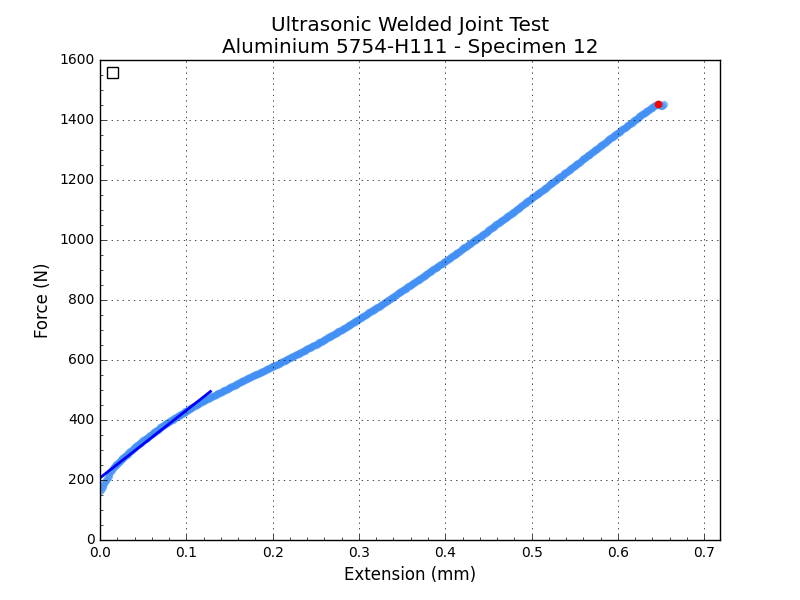 Ultrasonic Welded Joint Test
Aluminium 5754-H111 - Specimen 12
1600
1400
1200
1000
800
600
400
200
0
Force (N)
0.0 0.1 0.2 0.3 0.4 0.5 0.6 0.7
Extension (mm)